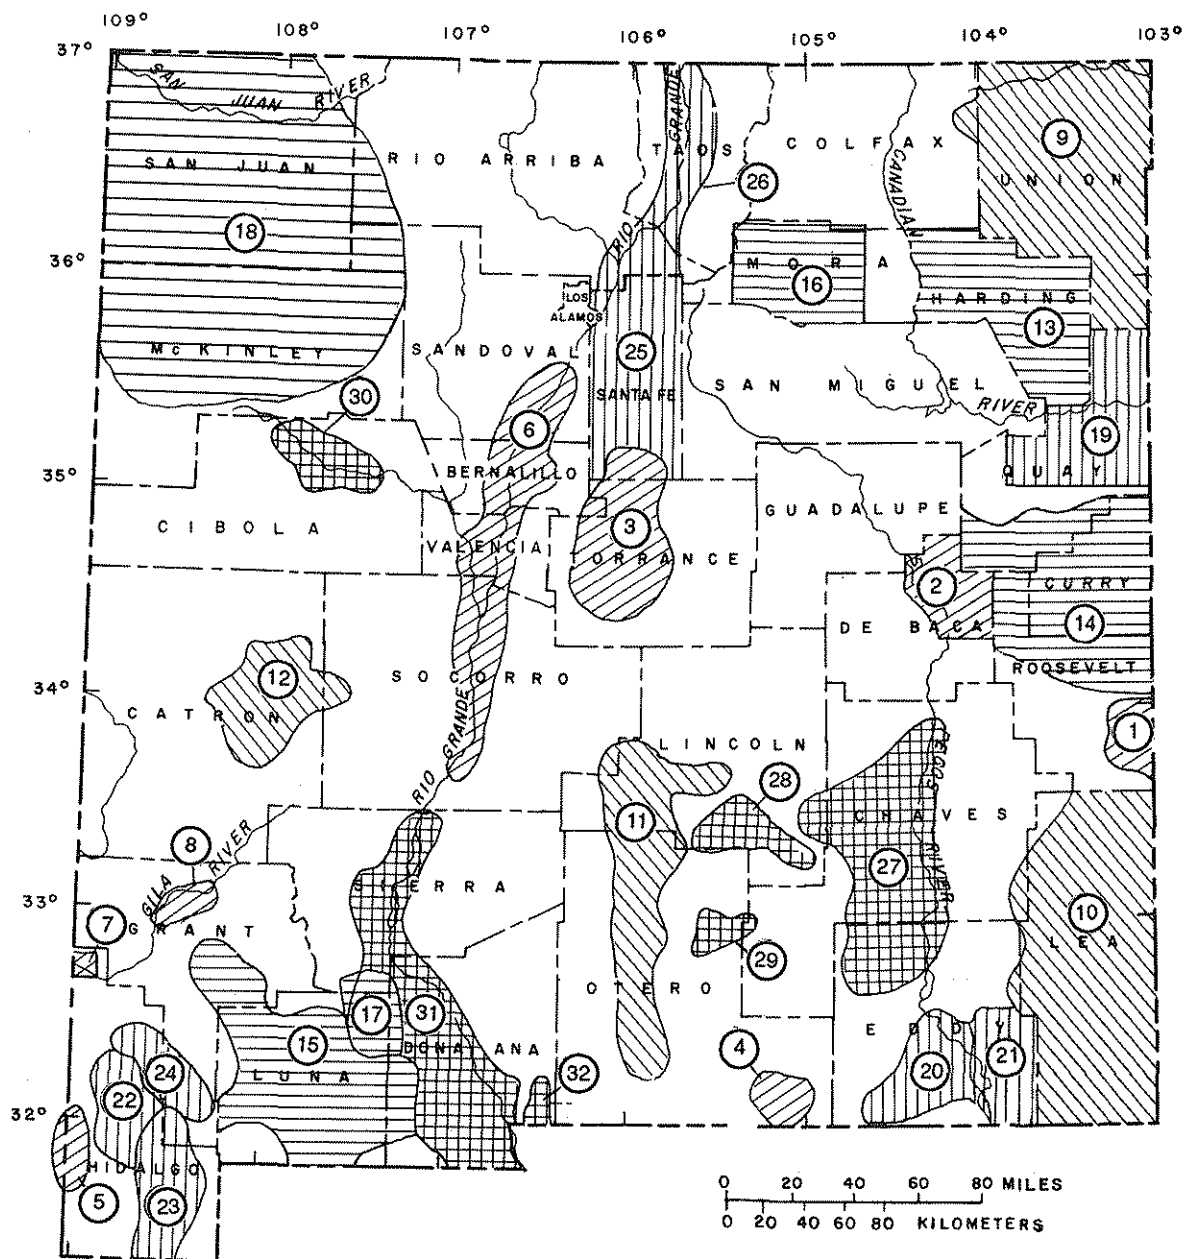 109°
108°
107°
106°
105°
104°
103°
37°
SAN
JUAN
RIVER
GRANDE
SAN JUAN
RIO ARRIBA
TAOS
COLFAX
9
UNION
26
CANADIAN
18
RIO
36°
MORA
16
LOS
ALAMOS
HARDING
13
McKINLEY
SANDOVAL
25
SAN MIGUEL
RIVER
SANTA FE
30
6
19
35°
BERNALILLO
QUAY
CIBOLA
VALENCIA
3
ORRANCE
GUADALUPE
2
CURRY
14
DE BACA
ROOSEVELT
34°
12
CATRON
SOCORRO
RIO GRANDE
LINCOLN
1
28
11
CHAVES
RIVER
8
GILA RIVER
SIERRA
27
33°
7
GRANT
10
LEA
29
OTERO
17
31
15
LUNA
DONA ANA
4
EDDY
20
21
32
24
22
32°
HIDALGO
5
23
0 20 40 60 80 MILES
0 20 40 60 80 KILOMETERS